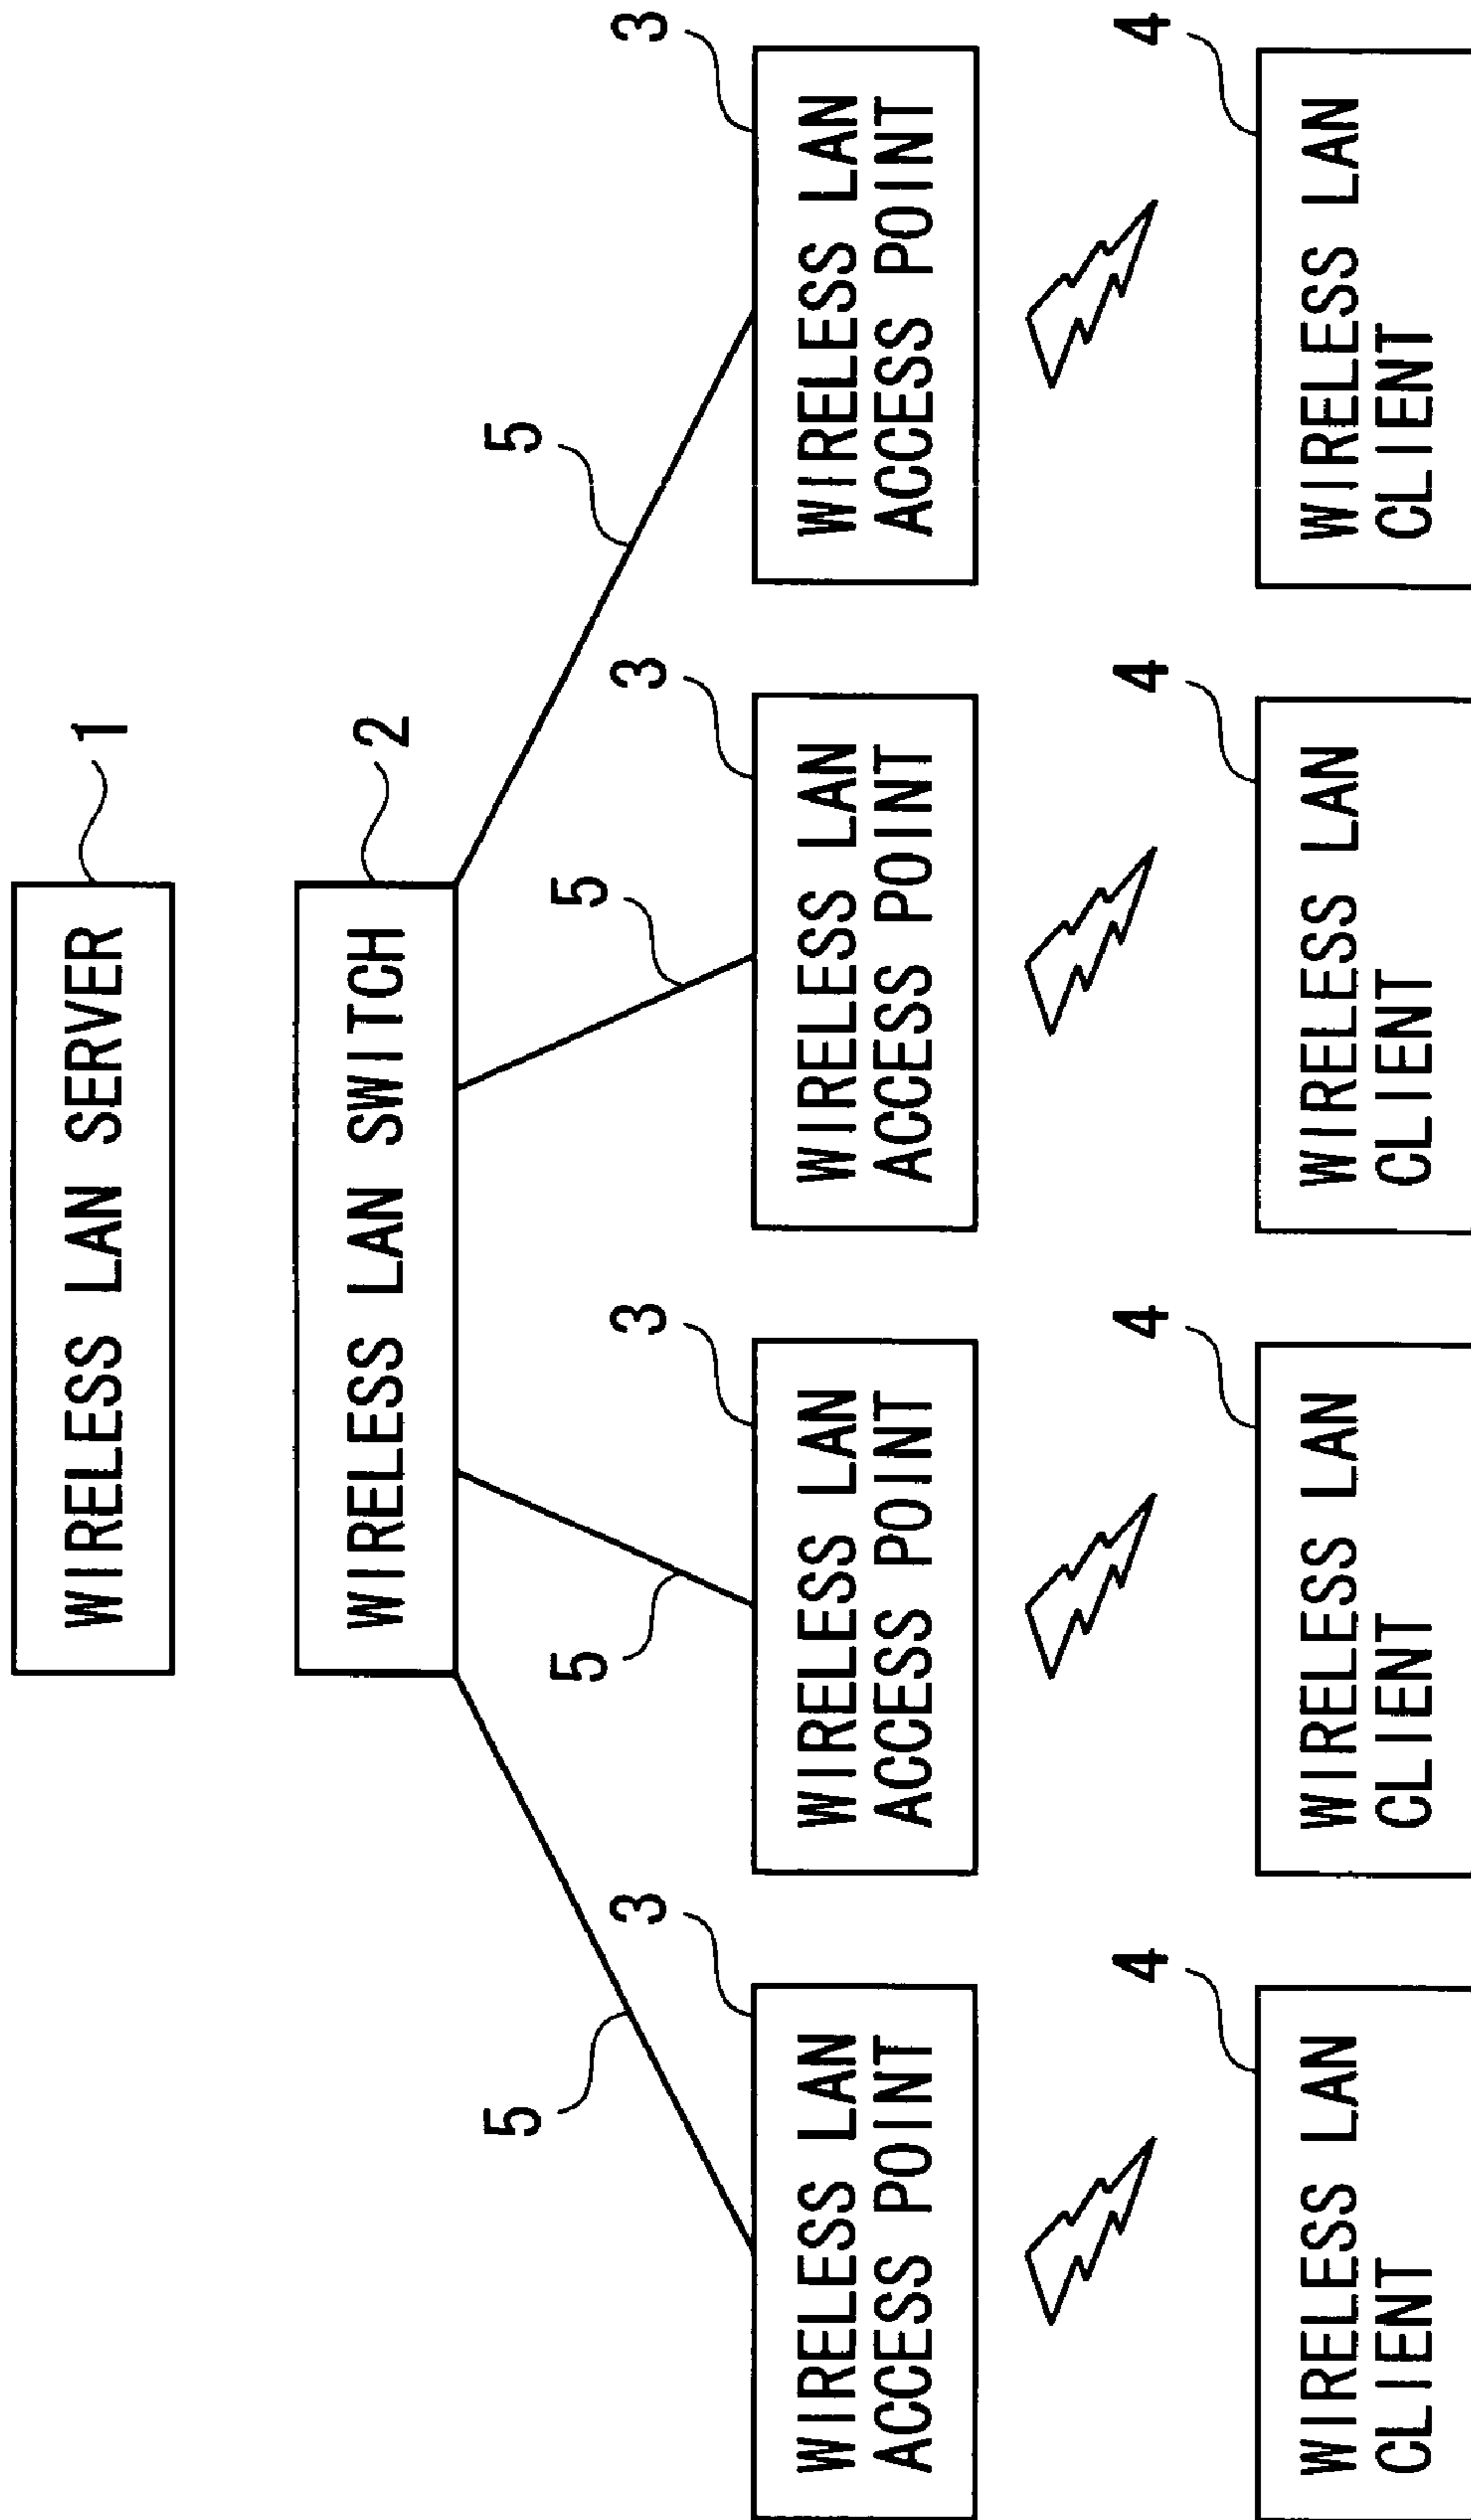 WIRELESS LAN SERVER
1
WIRELESS LAN SWITCH
2
5
5
5
5
3
3
3
3
WIRELESS LAN
ACCESS POINT
WIRELESS LAN
ACCESS POINT
WIRELESS LAN
ACCESS POINT
WIRELESS LAN
ACCESS POINT
4
4
4
4
WIRELESS LAN
CLIENT
WIRELESS LAN
CLIENT
WIRELESS LAN
CLIENT
WIRELESS LAN
CLIENT